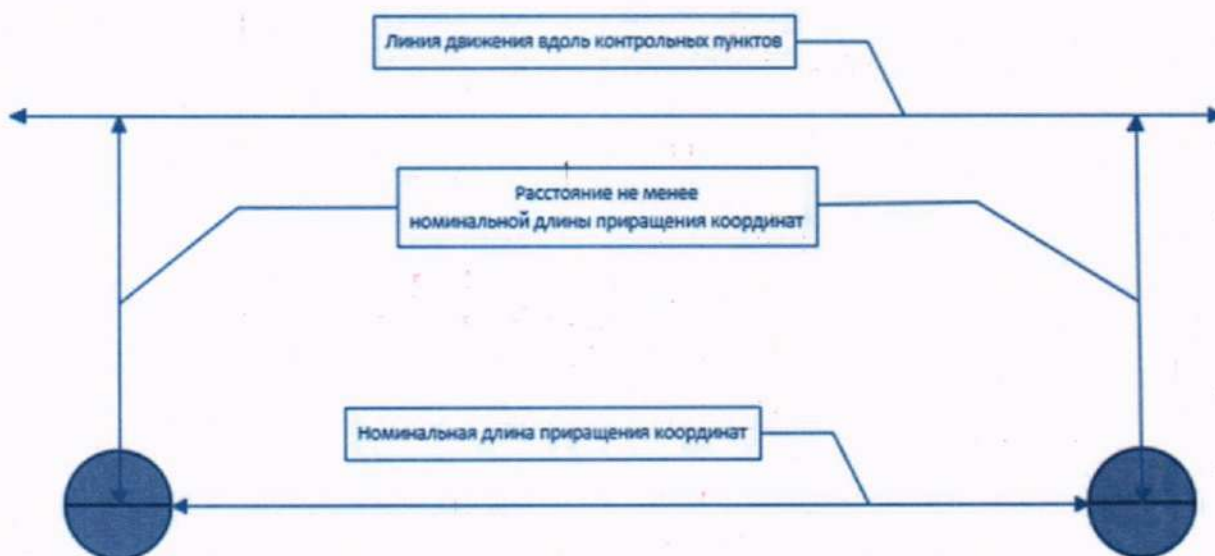 Линия движения вдоль контрольных пунктов
Расстояние не менее
номинальной длины приращения координат
Номинальная длина приращения координат